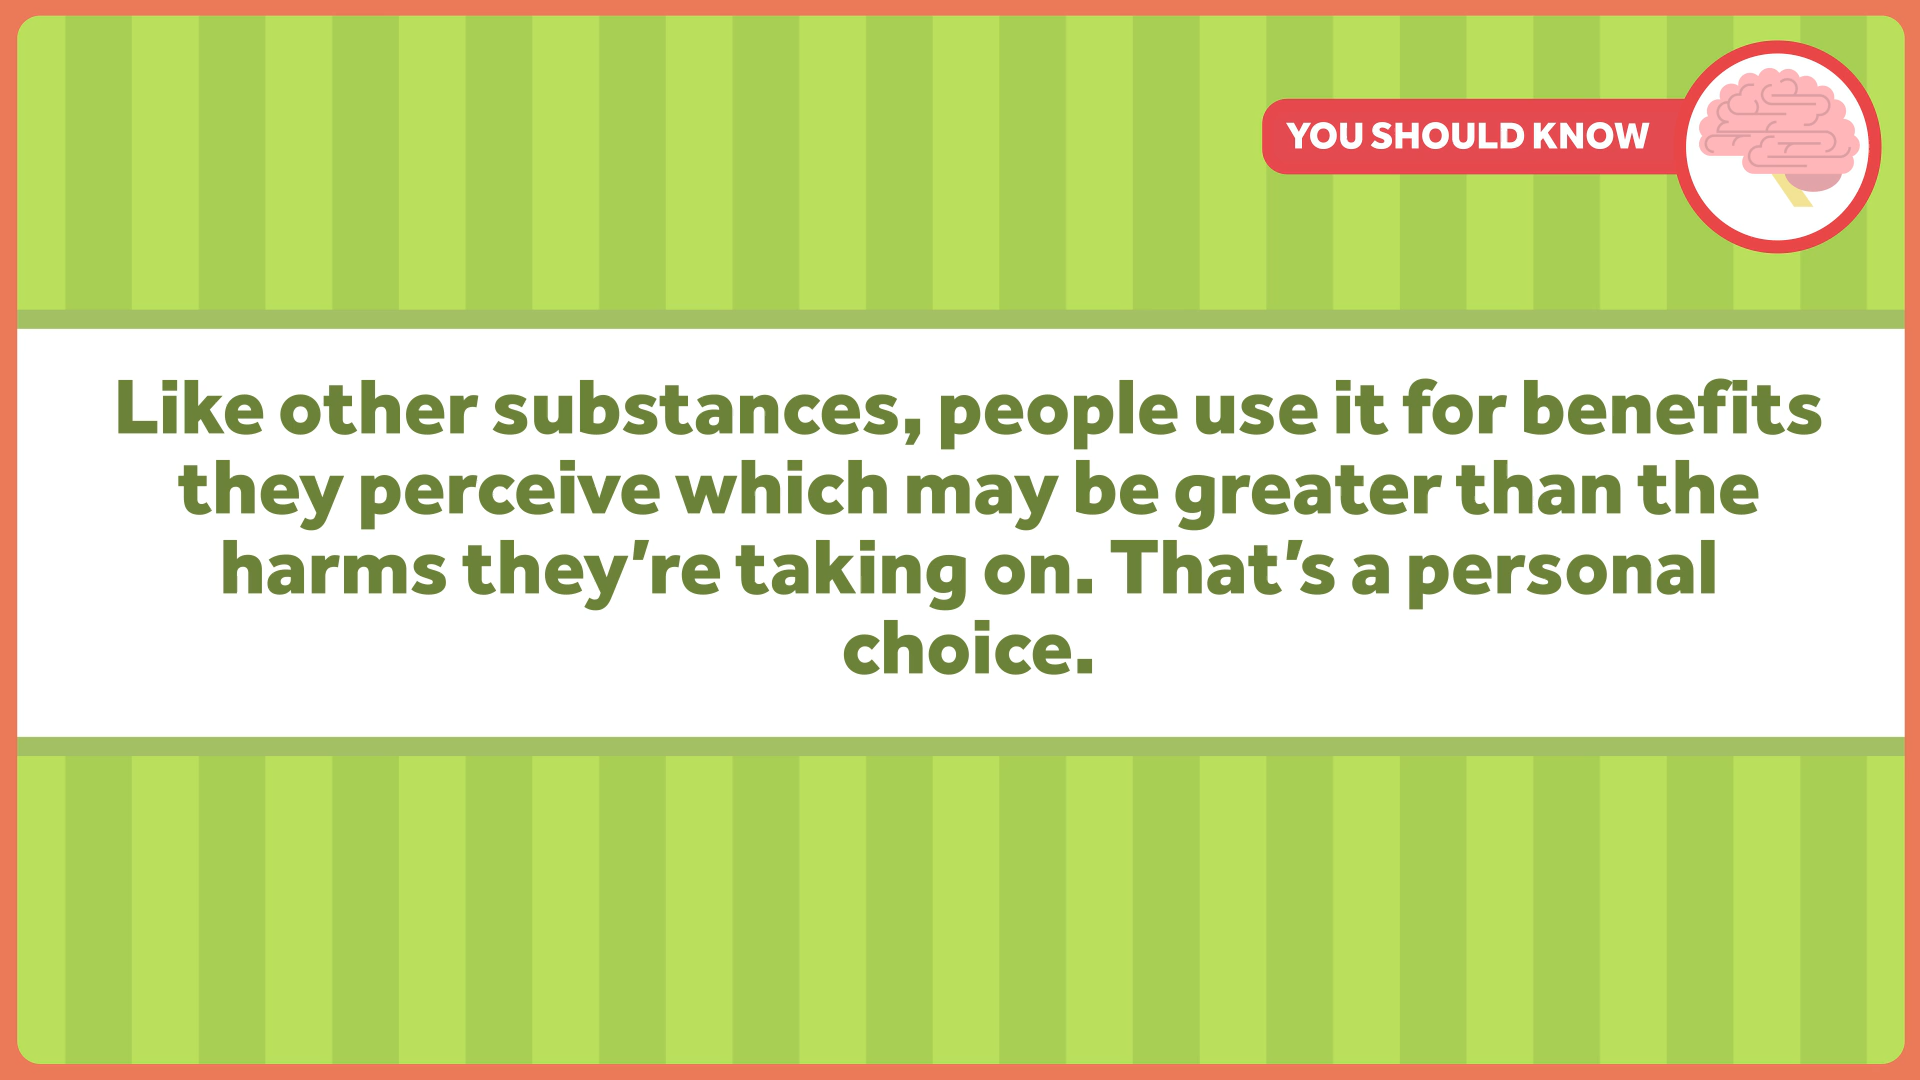 YOU SHOULD KNOW
Like other substances, people use it for benefits
they perceive which may be greater than the
harms they’re taking on. That’s a personal
choice.